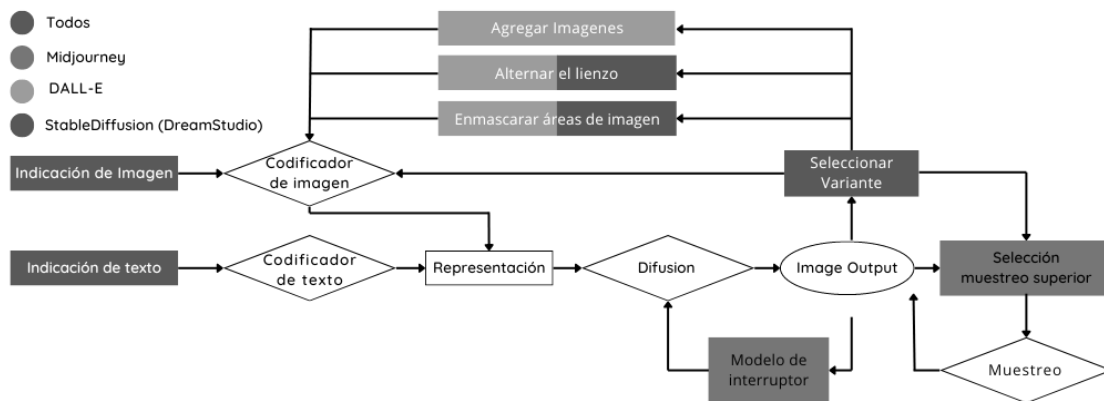 Todos
Midjourney
DALL-E
StableDiffusion (DreamStudio)
Agregar Imagenes
Alternar el lienzo
Enmascarar áreas de imagen
Indicación de Imagen
Codificador
de imagen
Seleccionar
Variante
Indicación de texto
Codificador
de texto
Representación
Difusion
Image Output
Selección
muestreo superior
Modelo de
interruptor
Muestreo